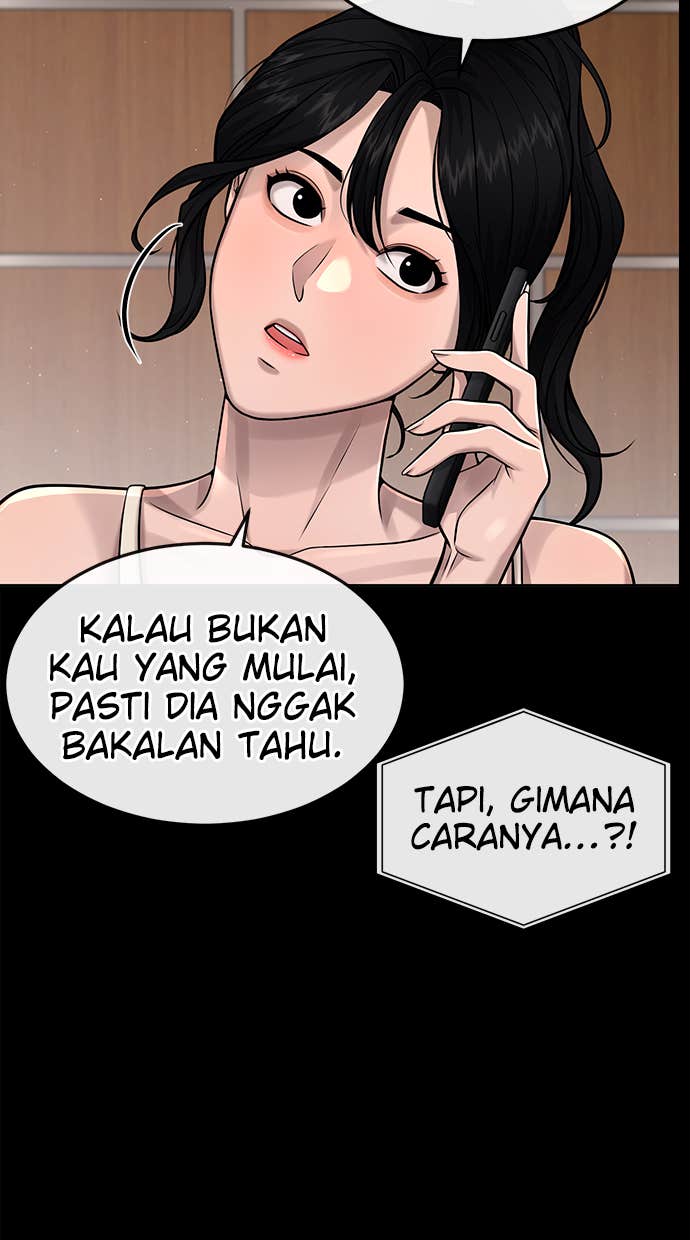 KALAU BUKAN
KAU YANG MULAI,
PASTI DIA NGGAK
BAKALAN TAHU.
TAPI, GIMANA
CARANYA...?!